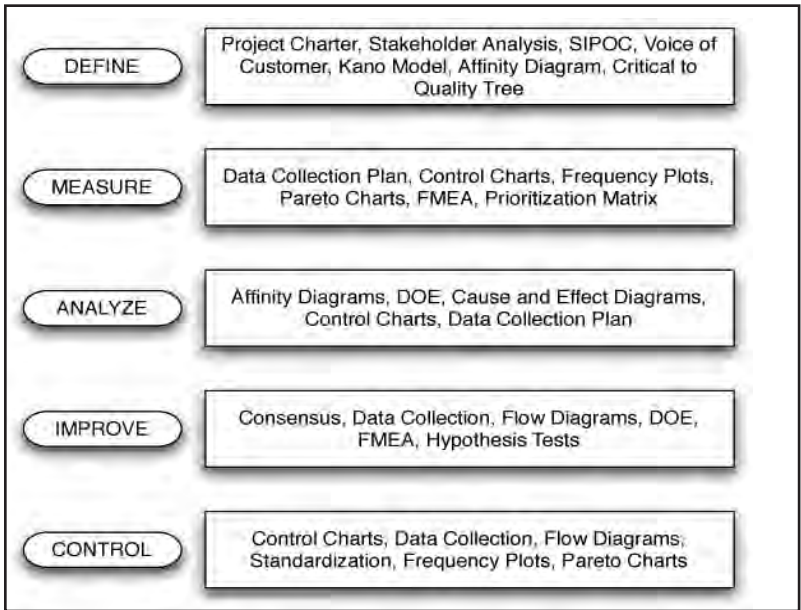 DEFINE
Project Charter, Stakeholder Analysis, SIPOC, Voice of
Customer, Kano Model, Affinity Diagram, Critical to
Quality Tree
MEASURE
Data Collection Plan, Control Charts, Frequency Plots,
Pareto Charts, FMEA, Prioritization Matrix
ANALYZE
Affinity Diagrams, DOE, Cause and Effect Diagrams,
Control Charts, Data Collection Plan
IMPROVE
Consensus, Data Collection, Flow Diagrams, DOE,
FMEA, Hypothesis Tests
CONTROL
Control Charts, Data Collection, Flow Diagrams,
Standardization, Frequency Plots, Pareto Charts